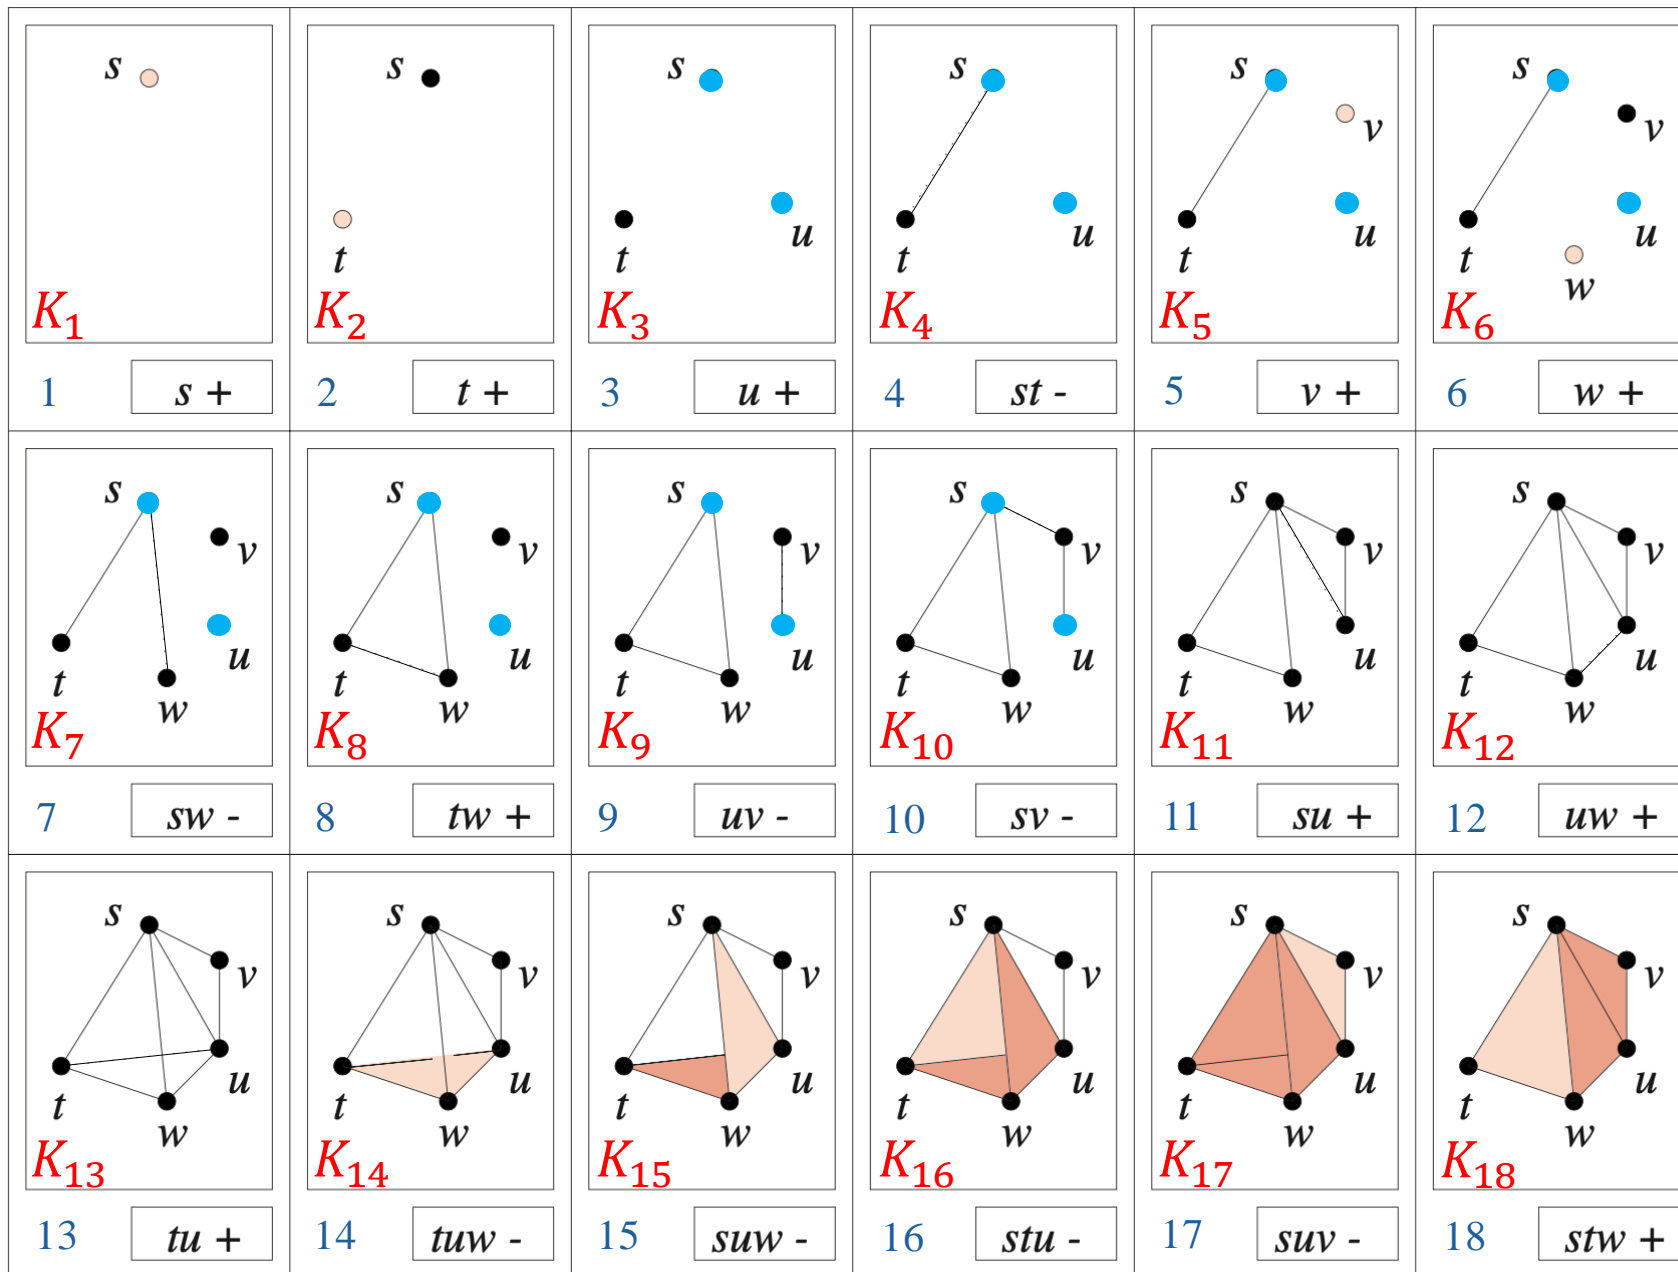 s s s s s s
v v
u u u u
t t t t t
w
K₁ K₂ K₃ K₄ K₅ K₆
1 s + 2 t + 3 u + 4 st - 5 v + 6 w +
s s s s s s
v v v v v v
u u u u u u
t t t t t t
w w w w w w
K₇ K₈ K₉ K₁₀ K₁₁ K₁₂
7 sw - 8 tw + 9 uv - 10 sv - 11 su + 12 uw +
s s s s s s
v v v v v v
u u u u u u
t t t t t t
w w w w w w
K₁₃ K₁₄ K₁₅ K₁₆ K₁₇ K₁₈
13 tu + 14 tuw - 15 suw - 16 stu - 17 suv - 18 stw +